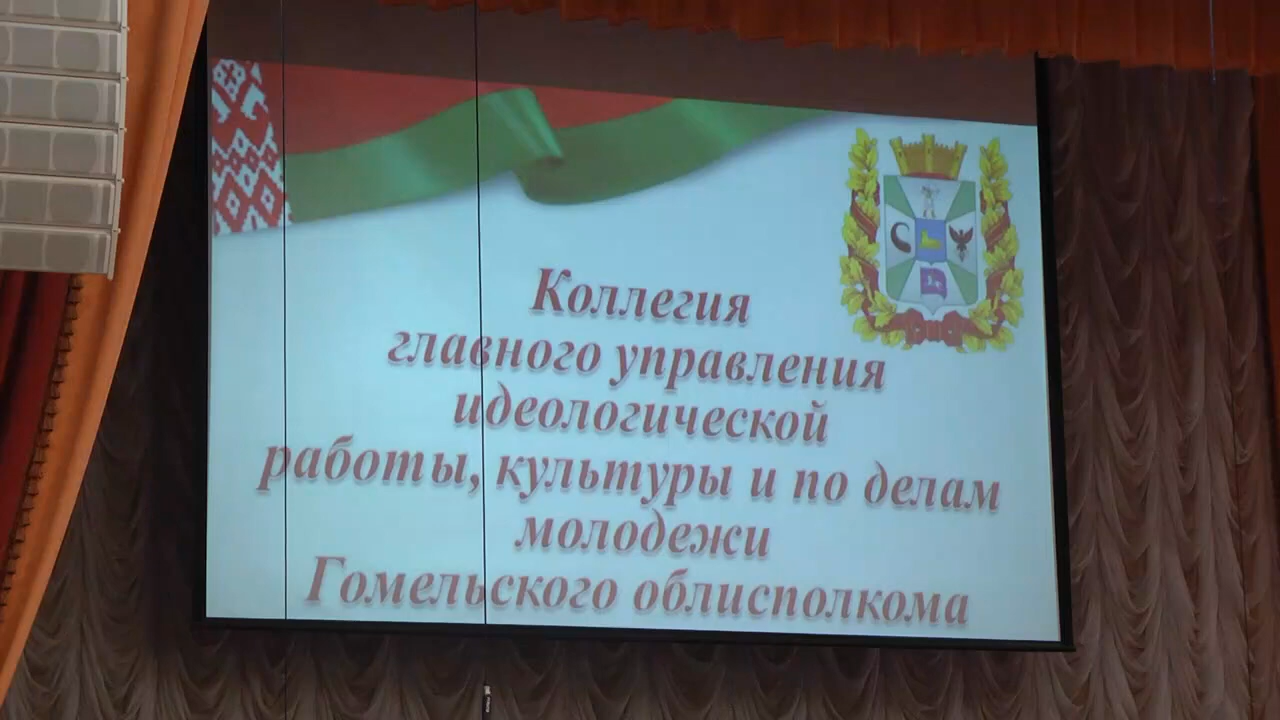 Коллегия
главного управления
идеологической
работы, культуры и по делам
молодежи
Гомельского облисполкома